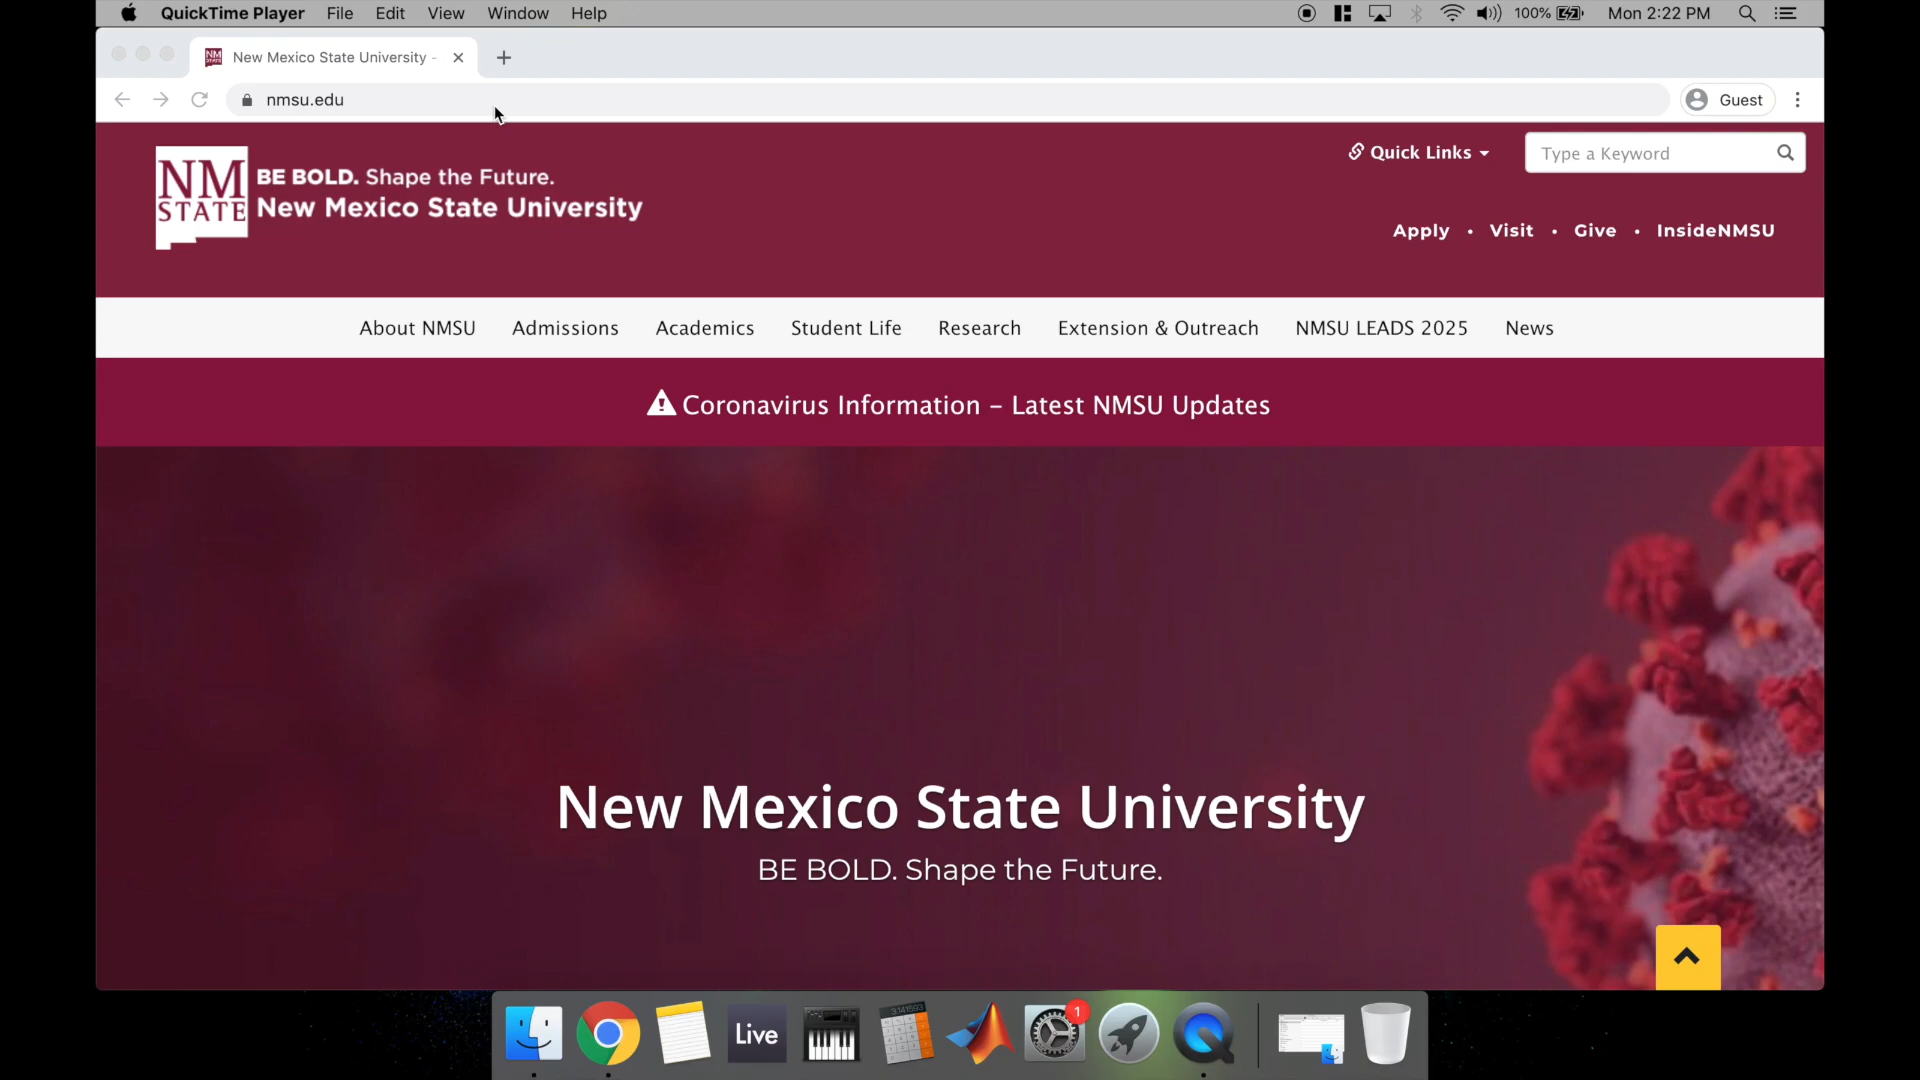 QuickTime Player File Edit View Window Help 100% Mon 2:22 PM
New Mexico State University -
nmsu.edu Guest
NM STATE
BE BOLD. Shape the Future.
New Mexico State University
Quick Links
Type a Keyword
Apply • Visit • Give • InsideNMSU
About NMSU Admissions Academics Student Life Research Extension & Outreach NMSU LEADS 2025 News
Coronavirus Information – Latest NMSU Updates
New Mexico State University
BE BOLD. Shape the Future.
Live
3.141593
1